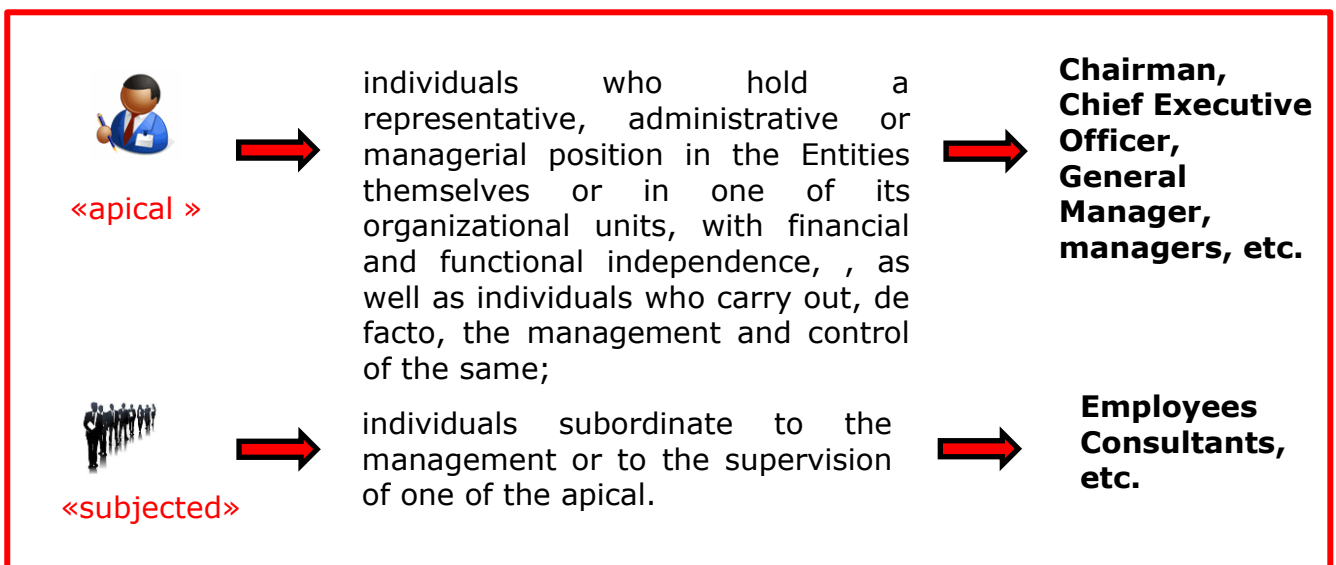 «apical »
individuals who hold a
representative, administrative or
managerial position in the Entities
themselves or in one of its
organizational units, with financial
and functional independence, , as
well as individuals who carry out, de
facto, the management and control
of the same;
Chairman,
Chief Executive
Officer,
General
Manager,
managers, etc.
«subjected»
individuals subordinate to the
management or to the supervision
of one of the apical.
Employees
Consultants,
etc.